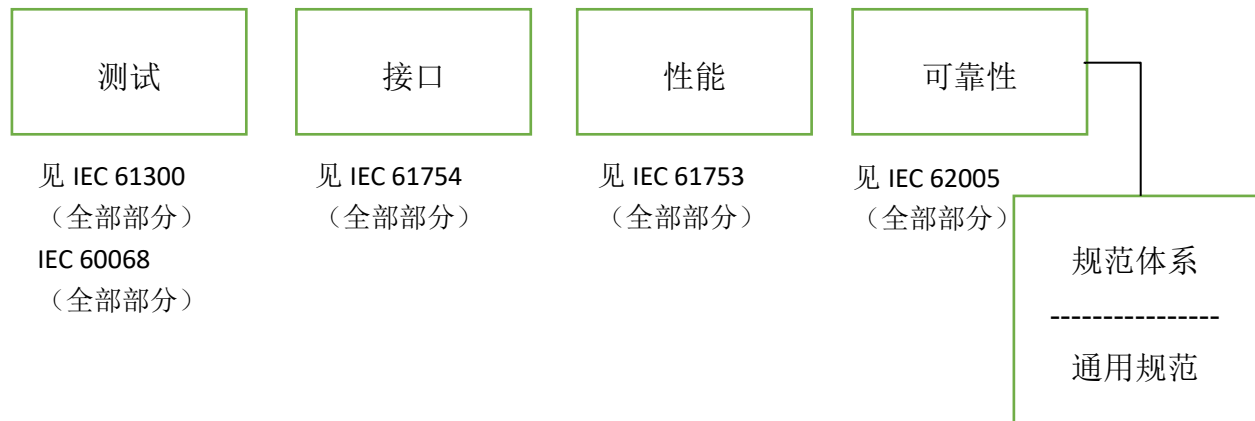 测试
接口
性能
可靠性
见 IEC 61300
（全部部分）
IEC 60068
（全部部分）
见 IEC 61754
（全部部分）
见 IEC 61753
（全部部分）
见 IEC 62005
（全部部分）
规范体系
----------------
通用规范